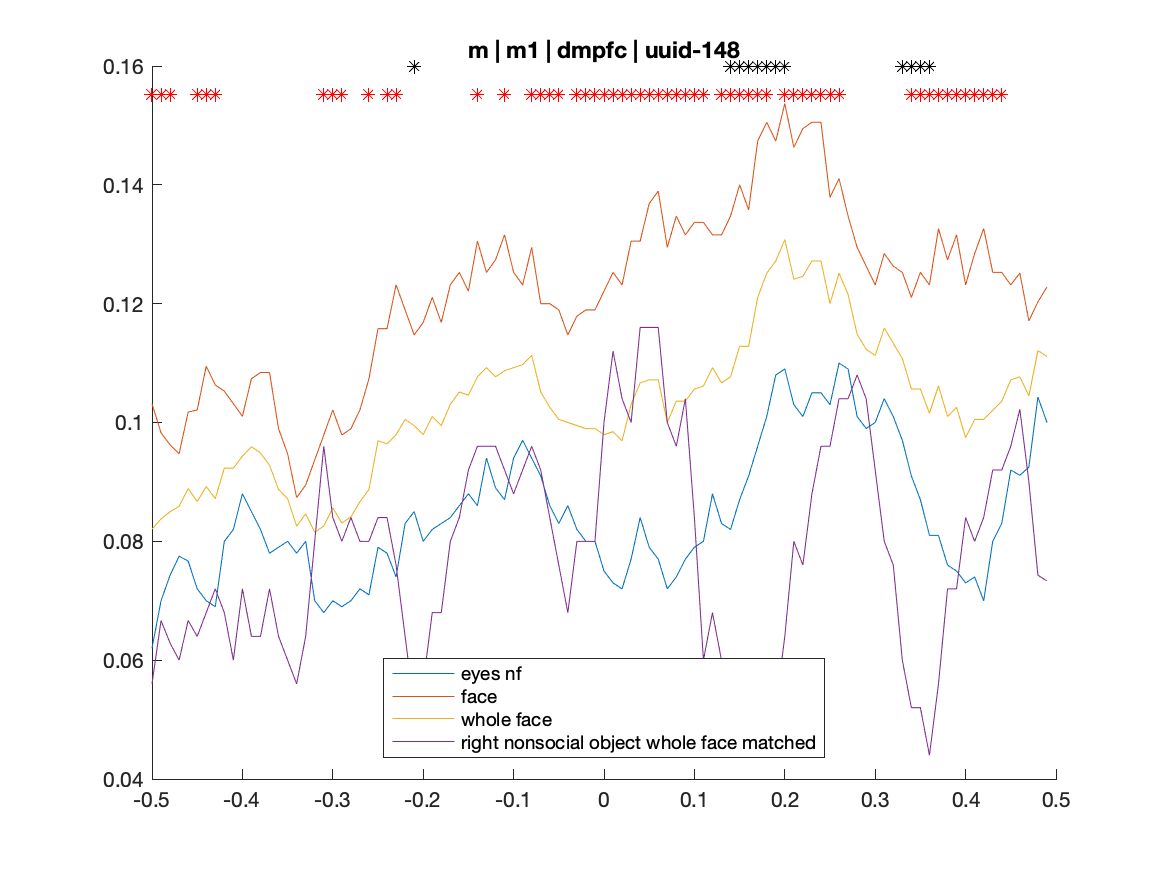 m | m1 | dmpfc | uuid-148
0.16
0.14
0.12
0.1
0.08
0.06
0.04
eyes nf
face
whole face
right nonsocial object whole face matched
-0.5 -0.4 -0.3 -0.2 -0.1 0 0.1 0.2 0.3 0.4 0.5